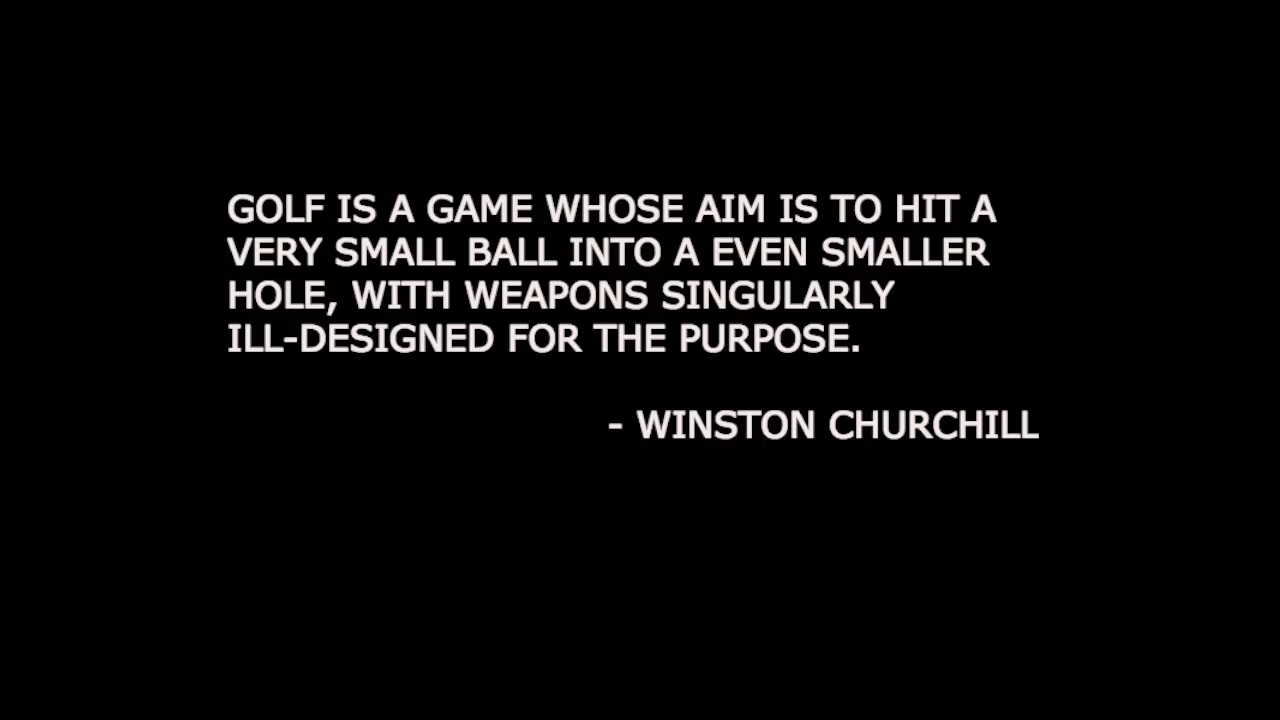 GOLF IS A GAME WHOSE AIM IS TO HIT A
VERY SMALL BALL INTO A EVEN SMALLER
HOLE, WITH WEAPONS SINGULARLY
ILL-DESIGNED FOR THE PURPOSE.
- WINSTON CHURCHILL